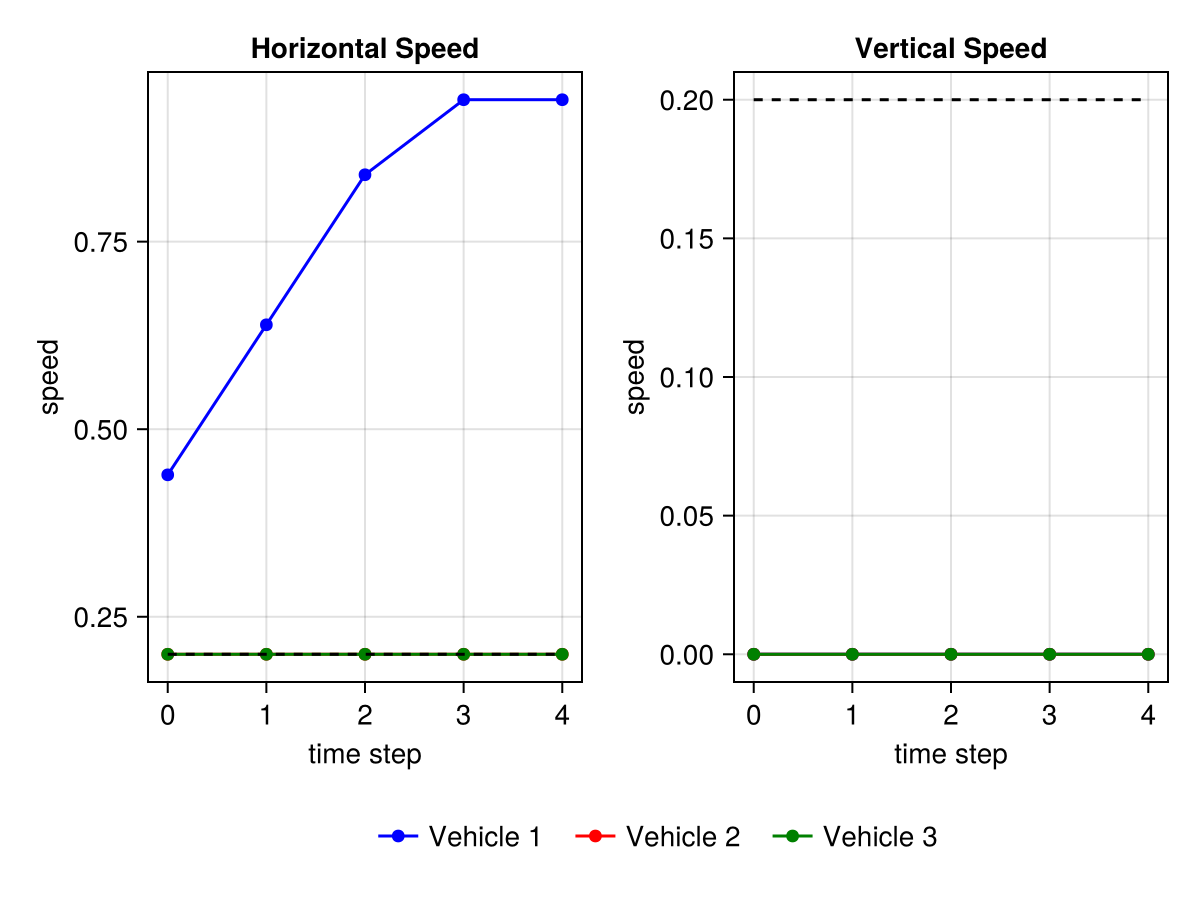 Horizontal Speed
0.75
0.50
0.25
speed
0 1 2 3 4
time step
Vertical Speed
0.20
0.15
0.10
0.05
0.00
speed
0 1 2 3 4
time step
Vehicle 1 Vehicle 2 Vehicle 3